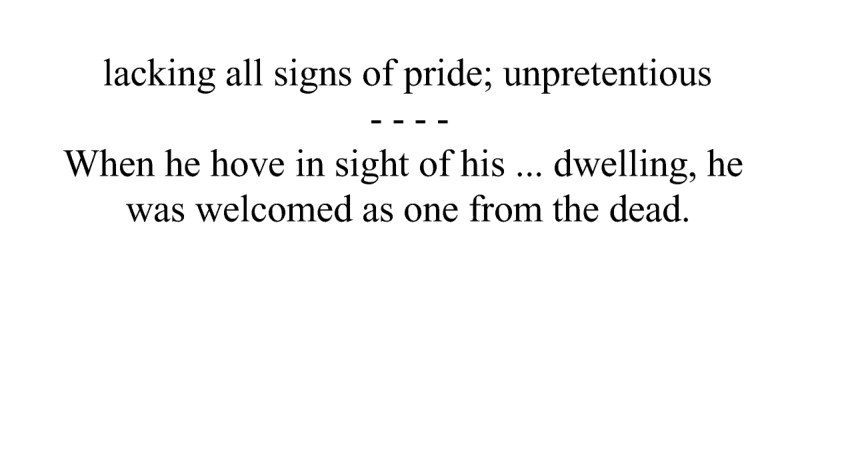 lacking all signs of pride; unpretentious
- - - -
When he hove in sight of his ... dwelling, he
was welcomed as one from the dead.